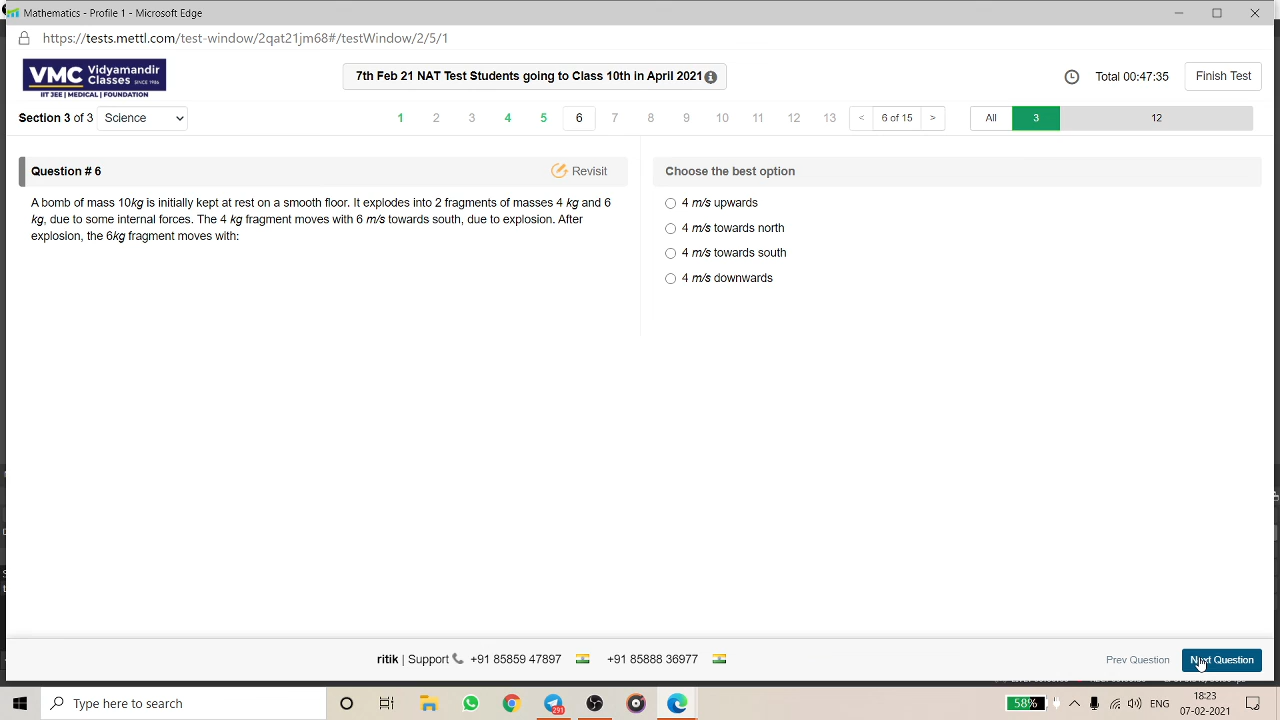 Mathematics - Profile 1 - Microsoft Edge
https://tests.mettl.com/test-window/2qat21jm68#/testWindow/2/5/1
VMC Vidyamandir Classes SINCE 1986
IIT JEE | MEDICAL | FOUNDATION
7th Feb 21 NAT Test Students going to Class 10th in April 2021
Total 00:47:35
Finish Test
Section 3 of 3 Science
1 2 3 4 5 6 7 8 9 10 11 12 13 < 6 of 15 > All 3 12
Question # 6
Revisit
A bomb of mass 10kg is initially kept at rest on a smooth floor. It explodes into 2 fragments of masses 4 kg and 6
kg, due to some internal forces. The 4 kg fragment moves with 6 m/s towards south, due to explosion. After
explosion, the 6kg fragment moves with:
Choose the best option
4 m/s upwards
4 m/s towards north
4 m/s towards south
4 m/s downwards
ritik | Support +91 85859 47897 +91 85888 36977
Prev Question
Next Question
Type here to search
291
58%
ENG
18:23
07-02-2021